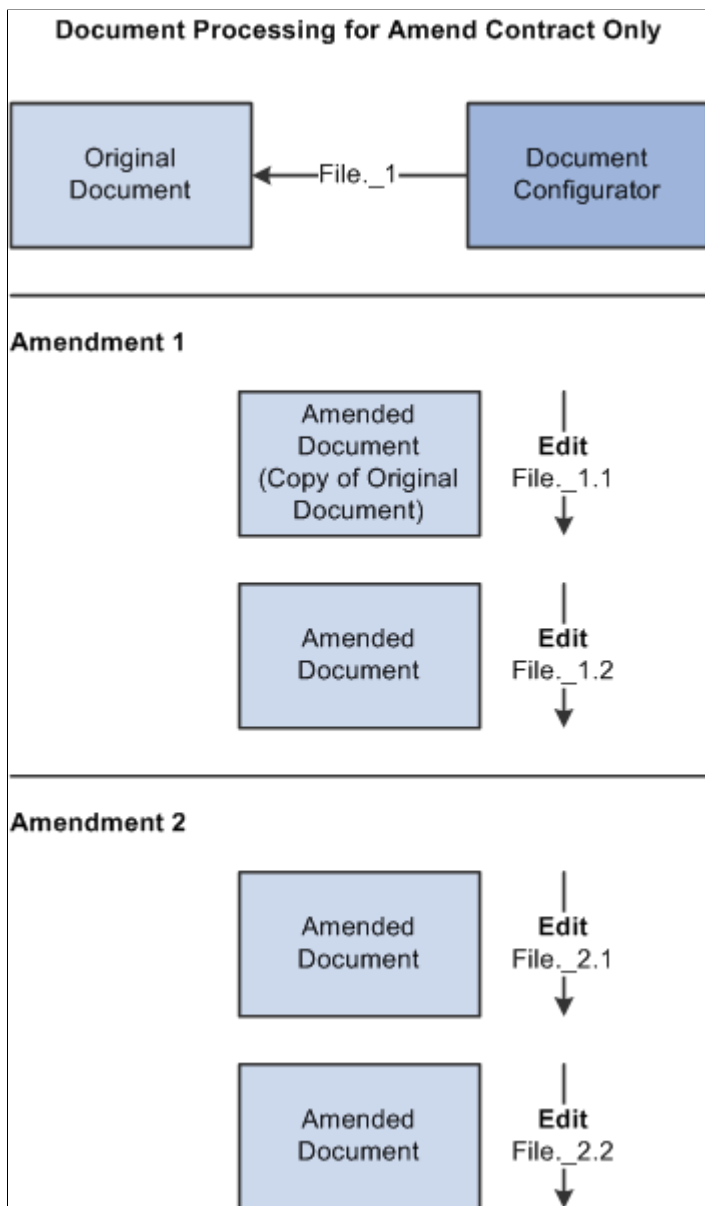 Document Processing for Amend Contract Only
Original
Document
File._1
Document
Configurator
Amendment 1
Amended
Document
(Copy of Original
Document)
Edit
File._1.1
Amended
Document
Edit
File._1.2
Amendment 2
Amended
Document
Edit
File._2.1
Amended
Document
Edit
File._2.2